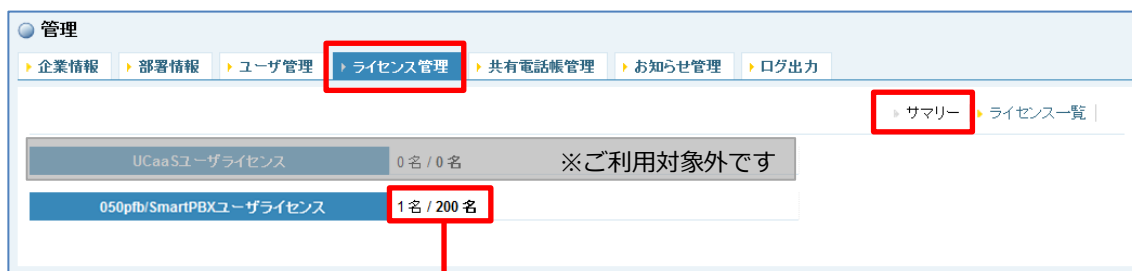 管理
企業情報 部署情報 ユーザ管理 ライセンス管理 共有電話帳管理 お知らせ管理 ログ出力
サマリー ライセンス一覧
UCaaSユーザライセンス 0名 / 0名 ※ご利用対象外です
050pfb/SmartPBXユーザライセンス 1名 / 200名